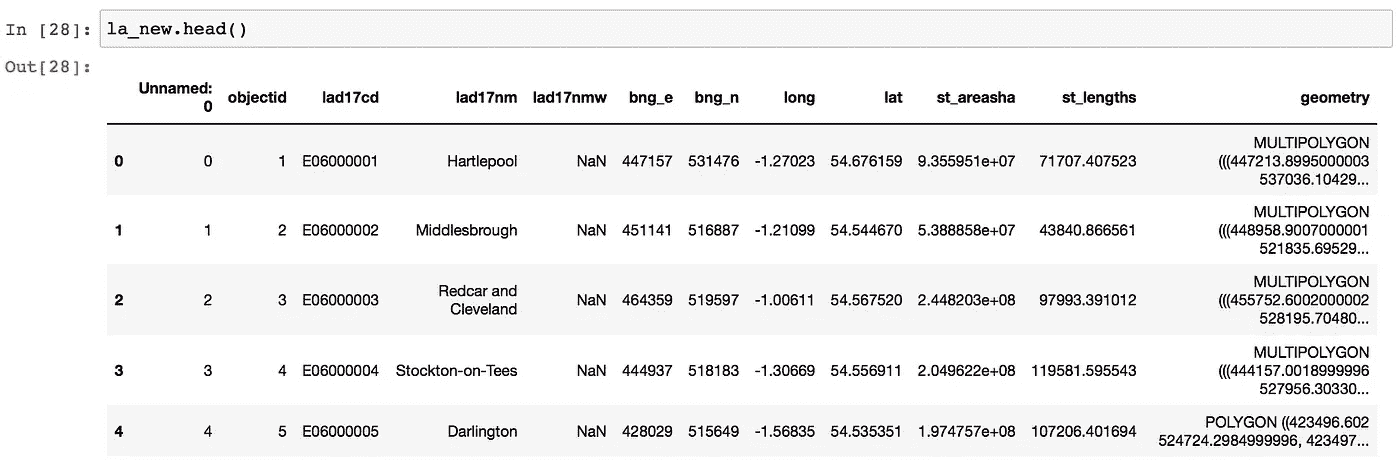 In [28]: la_new.head()
Out[28]:
Unnamed: 0 objectid lad17cd lad17nm lad17nmw bng_e bng_n long lat st_areasha st_lengths geometry
0 0 1 E06000001 Hartlepool NaN 447157 531476 -1.27023 54.676159 9.355951e+07 71707.407523 MULTIPOLYGON (((447213.8995000003 537036.10429...
1 1 2 E06000002 Middlesbrough NaN 451141 516887 -1.21099 54.544670 5.388858e+07 43840.866561 MULTIPOLYGON (((448958.9007000001 521835.69529...
2 2 3 E06000003 Redcar and Cleveland NaN 464359 519597 -1.00611 54.567520 2.448203e+08 97993.391012 MULTIPOLYGON (((455752.6002000002 528195.70480...
3 3 4 E06000004 Stockton-on-Tees NaN 444937 518183 -1.30669 54.556911 2.049622e+08 119581.595543 MULTIPOLYGON (((444157.0018999996 527956.30330...
4 4 5 E06000005 Darlington NaN 428029 515649 -1.56835 54.535351 1.974757e+08 107206.401694 POLYGON ((423496.602 524724.2984999996, 423497...